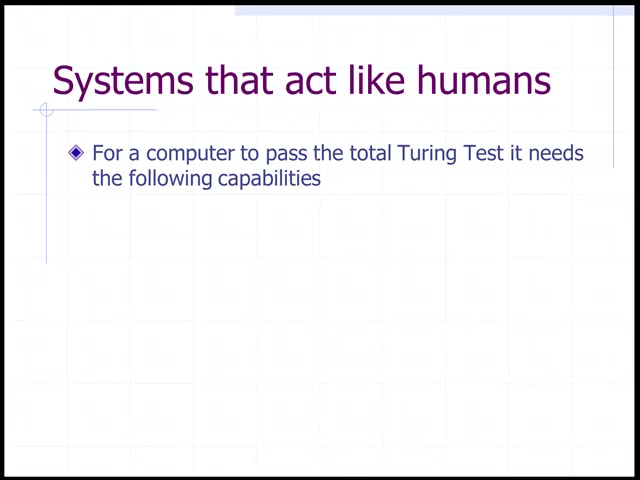 Systems that act like humans
For a computer to pass the total Turing Test it needs
the following capabilities